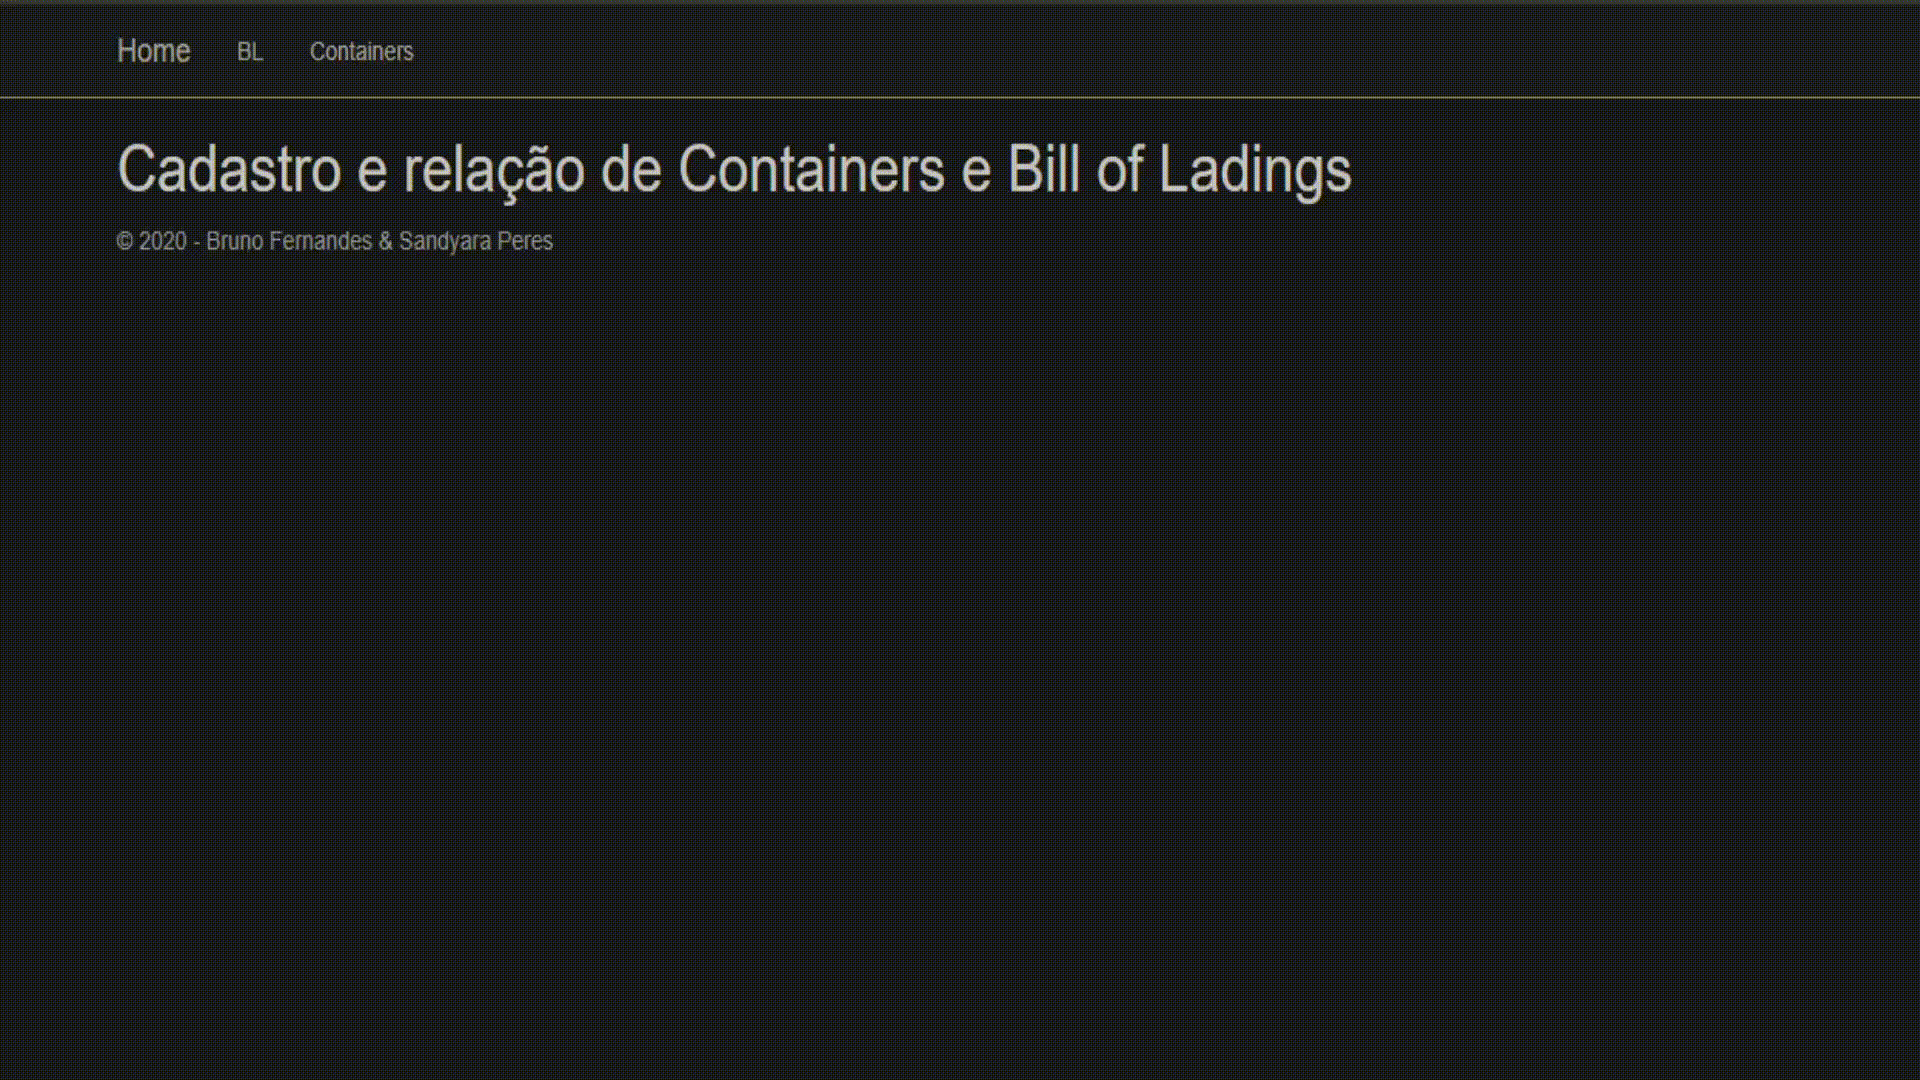 Home BL Containers
Cadastro e relação de Containers e Bill of Ladings
© 2020 - Bruno Fernandes & Sandyara Peres